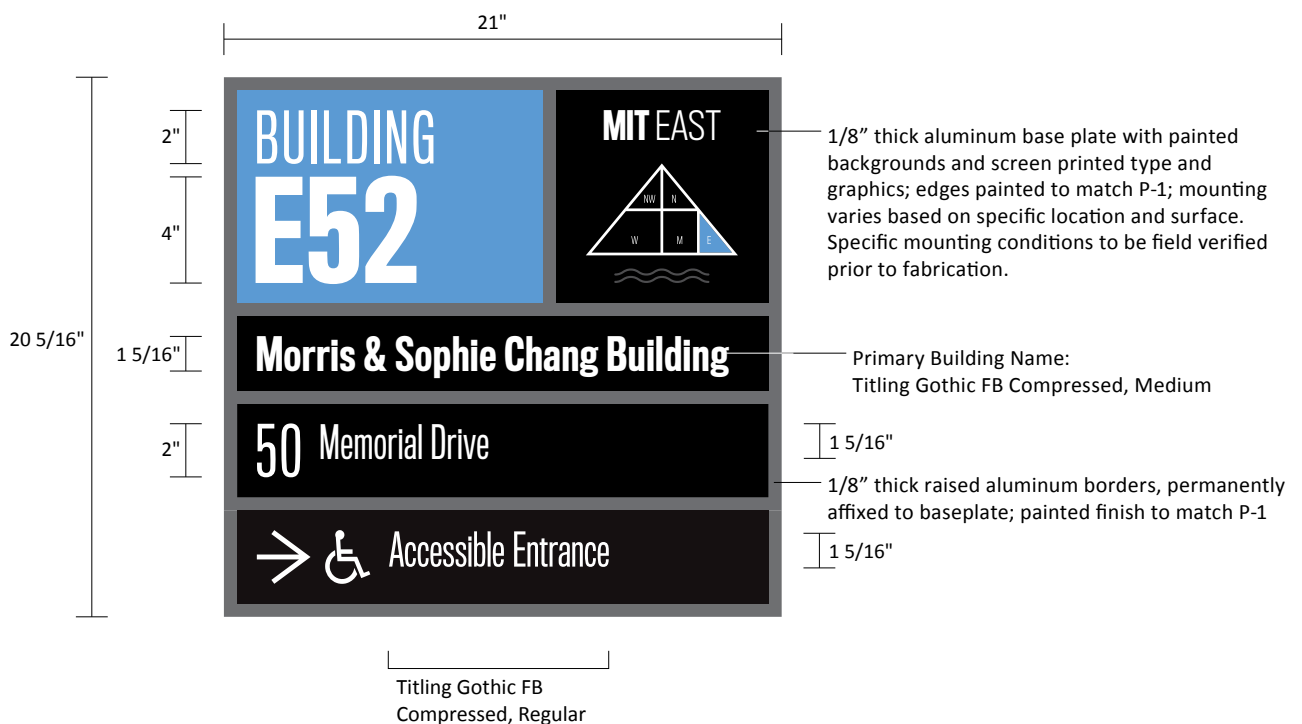 21"
2"
4"
20 5/16"
1 5/16"
2"
BUILDING
E52
MIT EAST
NW N
W M E
Morris & Sophie Chang Building
50 Memorial Drive
Accessible Entrance
1/8” thick aluminum base plate with painted
backgrounds and screen printed type and
graphics; edges painted to match P-1; mounting
varies based on specific location and surface.
Specific mounting conditions to be field verified
prior to fabrication.
Primary Building Name:
Titling Gothic FB Compressed, Medium
1 5/16"
1/8” thick raised aluminum borders, permanently
affixed to baseplate; painted finish to match P-1
1 5/16"
Titling Gothic FB
Compressed, Regular